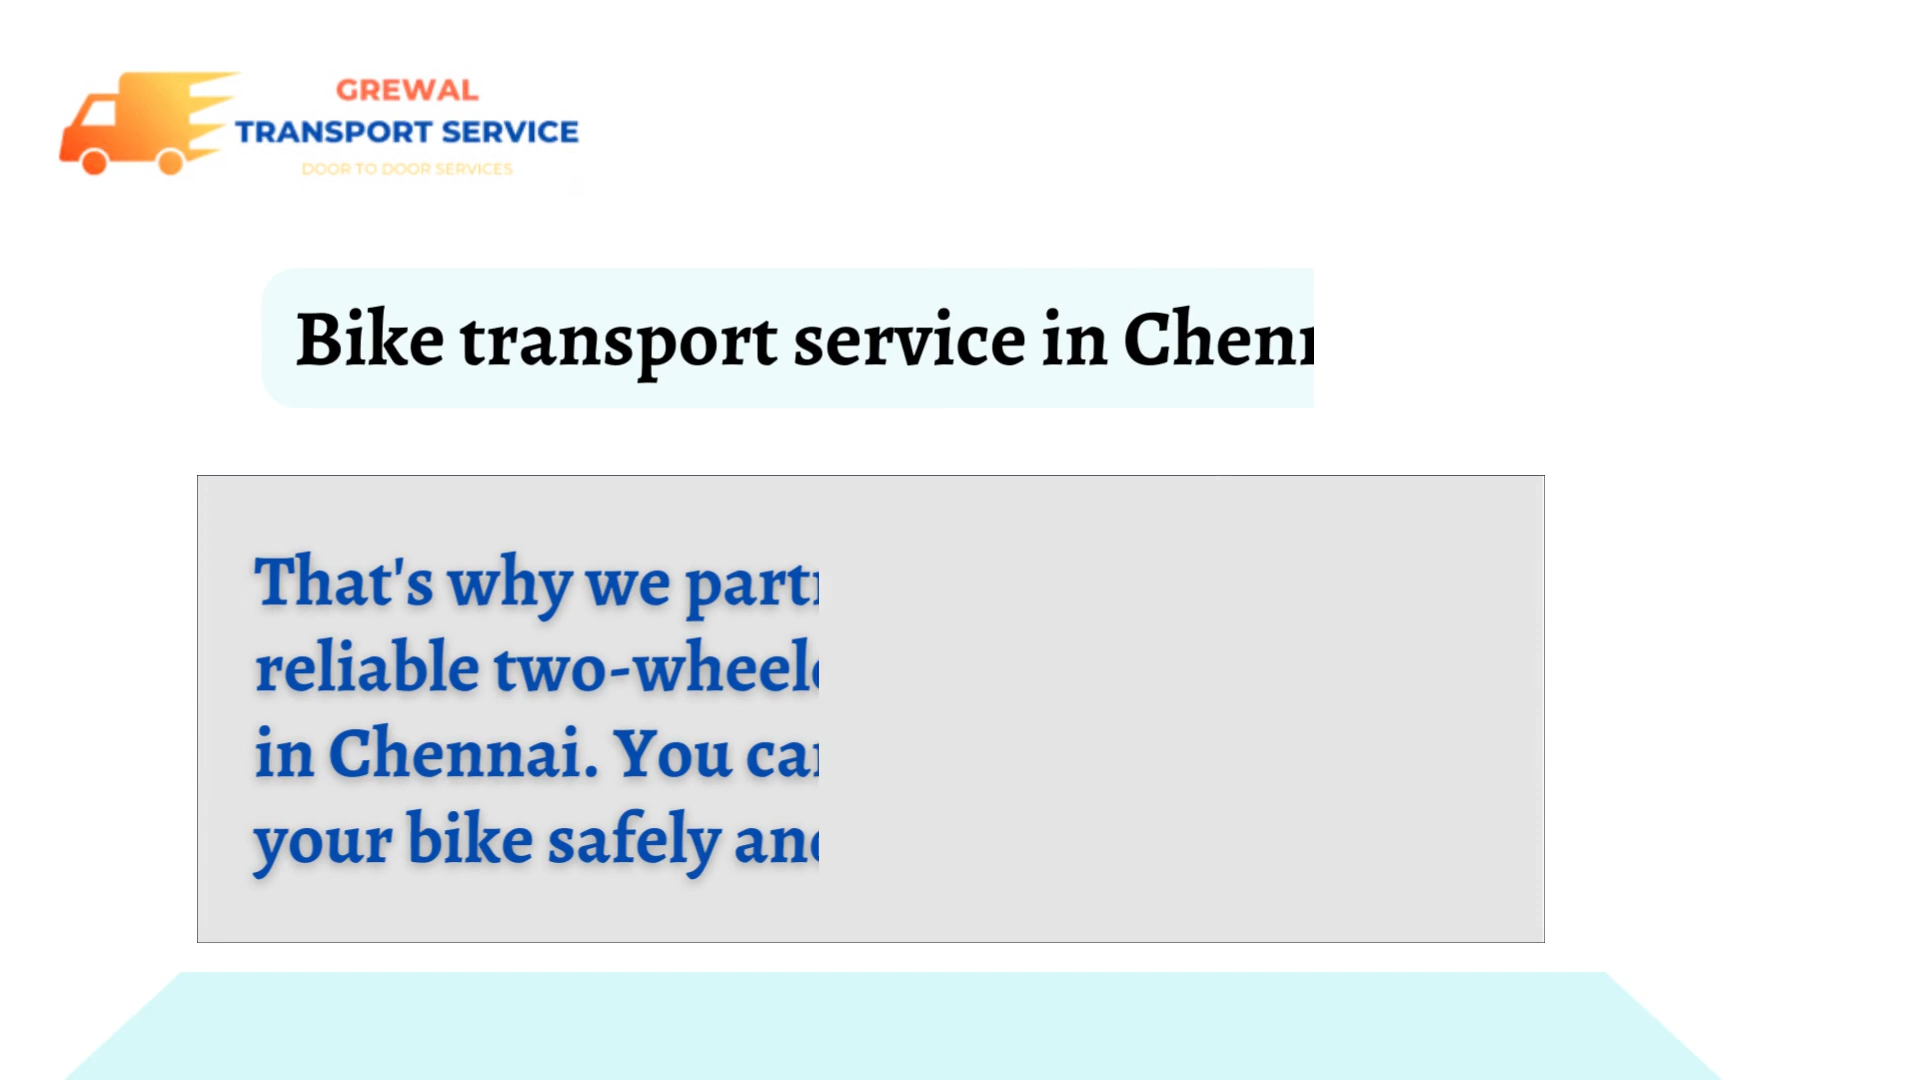 GREWAL
TRANSPORT SERVICE
DOOR TO DOOR SERVICES
Bike transport service in Chenn
That's why we part
reliable two-wheel
in Chennai. You ca
your bike safely an